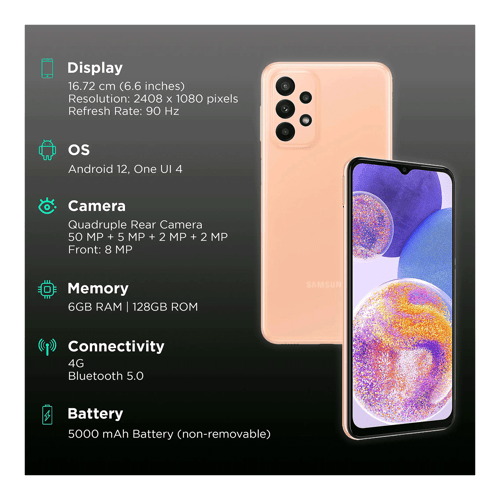 Display
16.72 cm (6.6 inches)
Resolution: 2408 x 1080 pixels
Refresh Rate: 90 Hz
OS
Android 12, One UI 4
Camera
Quadruple Rear Camera
50 MP + 5 MP + 2 MP + 2 MP
Front: 8 MP
Memory
6GB RAM | 128GB ROM
Connectivity
4G
Bluetooth 5.0
Battery
5000 mAh Battery (non-removable)
SAMSUN